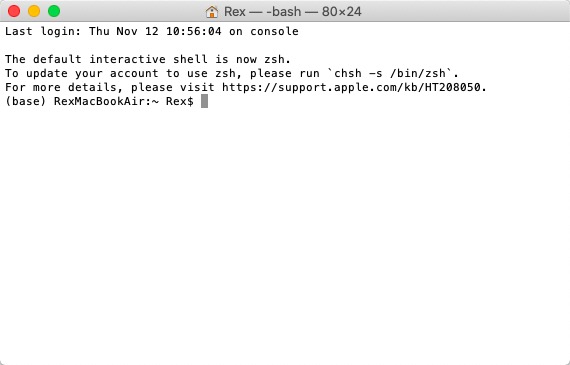 Rex — -bash — 80×24
Last login: Thu Nov 12 10:56:04 on console
The default interactive shell is now zsh.
To update your account to use zsh, please run `chsh -s /bin/zsh`.
For more details, please visit https://support.apple.com/kb/HT208050.
(base) RexMacBookAir:~ Rex$